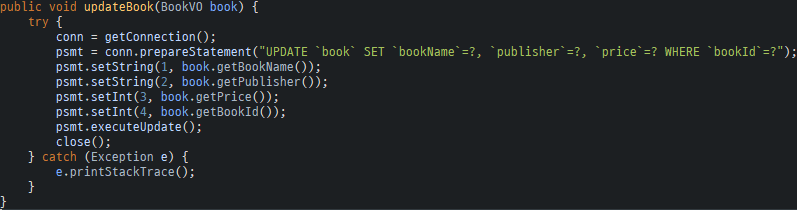 public void updateBook(BookVO book) {
    try {
        conn = getConnection();
        psmt = conn.prepareStatement("UPDATE `book` SET `bookName`=?, `publisher`=?, `price`=? WHERE `bookId`=?");
        psmt.setString(1, book.getBookName());
        psmt.setString(2, book.getPublisher());
        psmt.setInt(3, book.getPrice());
        psmt.setInt(4, book.getBookId());
        psmt.executeUpdate();
        close();
    } catch (Exception e) {
        e.printStackTrace();
    }
}